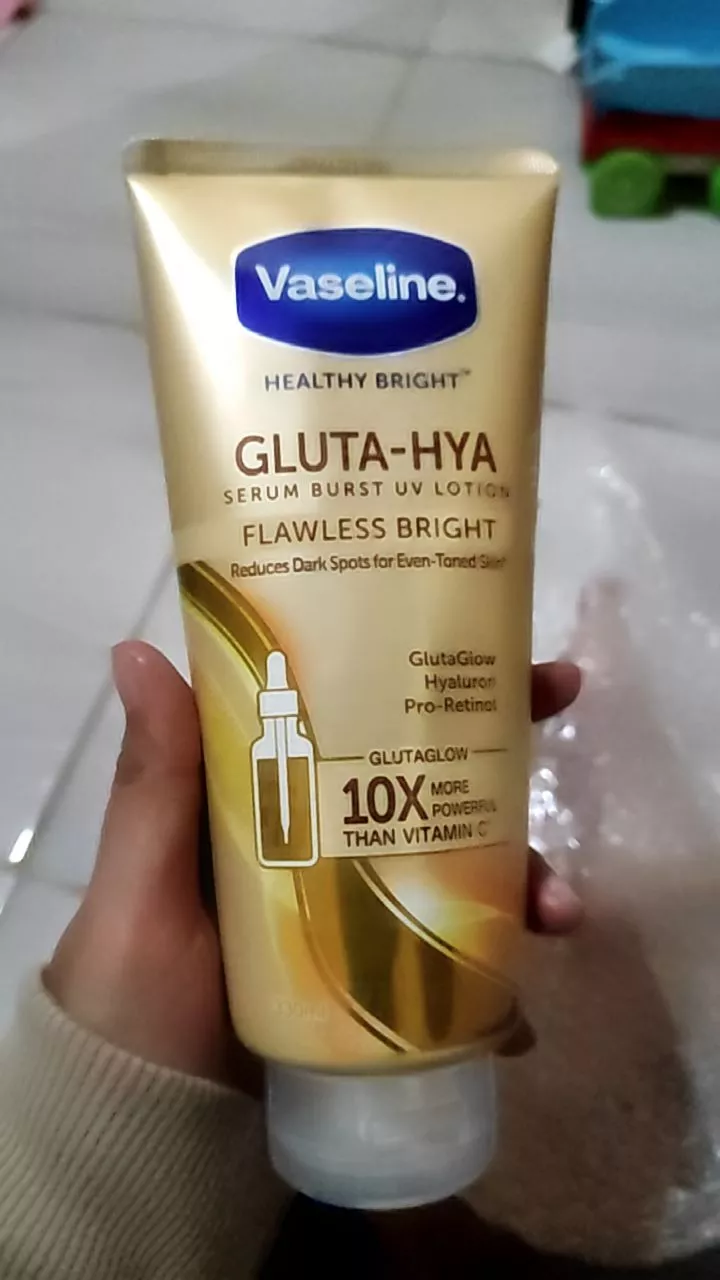 Vaseline.
HEALTHY BRIGHT™
GLUTA-HYA
SERUM BURST UV LOTION
FLAWLESS BRIGHT
Reduces Dark Spots for Even-Toned Skin*
GlutaGlow
Hyaluron
Pro-Retinol
GLUTAGLOW
10X MORE
POWERFUL
THAN VITAMIN C*